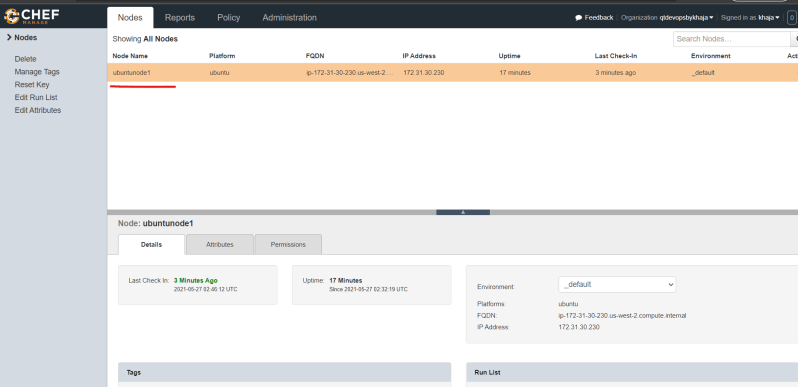 CHEF
MANAGE
Nodes Reports Policy Administration
Feedback Organization qtdevopsbykhaja Signed in as khaja
Nodes
Delete
Manage Tags
Reset Key
Edit Run List
Edit Attributes
Showing All Nodes
Search Nodes...
Node Name Platform FQDN IP Address Uptime Last Check-In Environment Act
ubuntunode1 ubuntu ip-172-31-30-230.us-west-2.... 172.31.30.230 17 minutes 3 minutes ago _default
Node: ubuntunode1
Details Attributes Permissions
Last Check In: 3 Minutes Ago
2021-05-27 02:46:12 UTC
Uptime: 17 Minutes
Since 2021-05-27 02:32:19 UTC
Environment: _default
Platforms: ubuntu
FQDN: ip-172-31-30-230.us-west-2.compute.internal
IP Address: 172.31.30.230
Tags
Run List